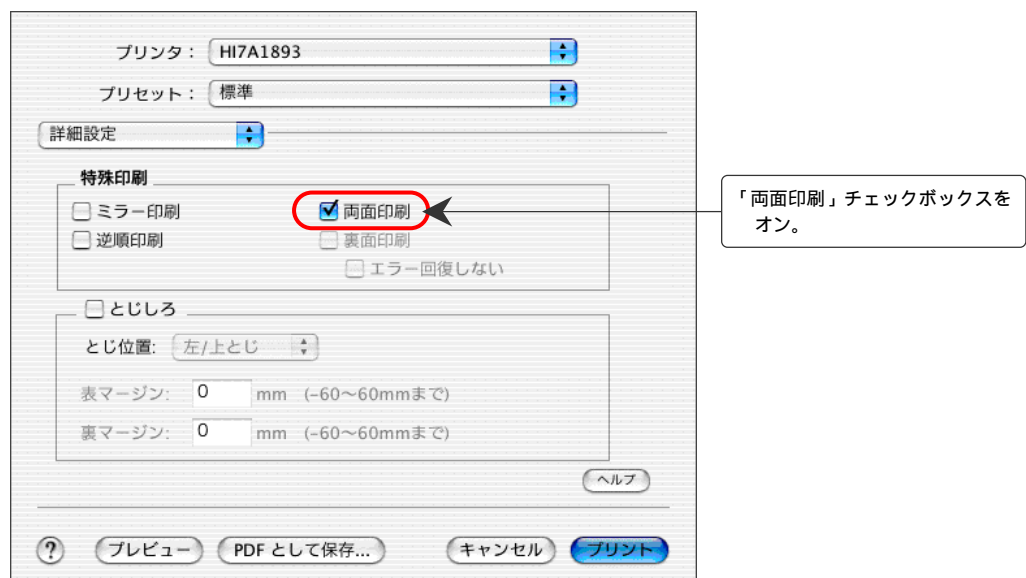 プリンタ： HI7A1893
プリセット： 標準
詳細設定
特殊印刷
ミラー印刷 両面印刷
逆順印刷 裏面印刷
エラー回復しない
「両面印刷」チェックボックスを
オン。
とじしろ
とじ位置: 左/上とじ
表マージン: 0 mm (-60〜60mmまで)
裏マージン: 0 mm (-60〜60mmまで)
ヘルプ
? プレビュー PDF として保存... キャンセル プリント